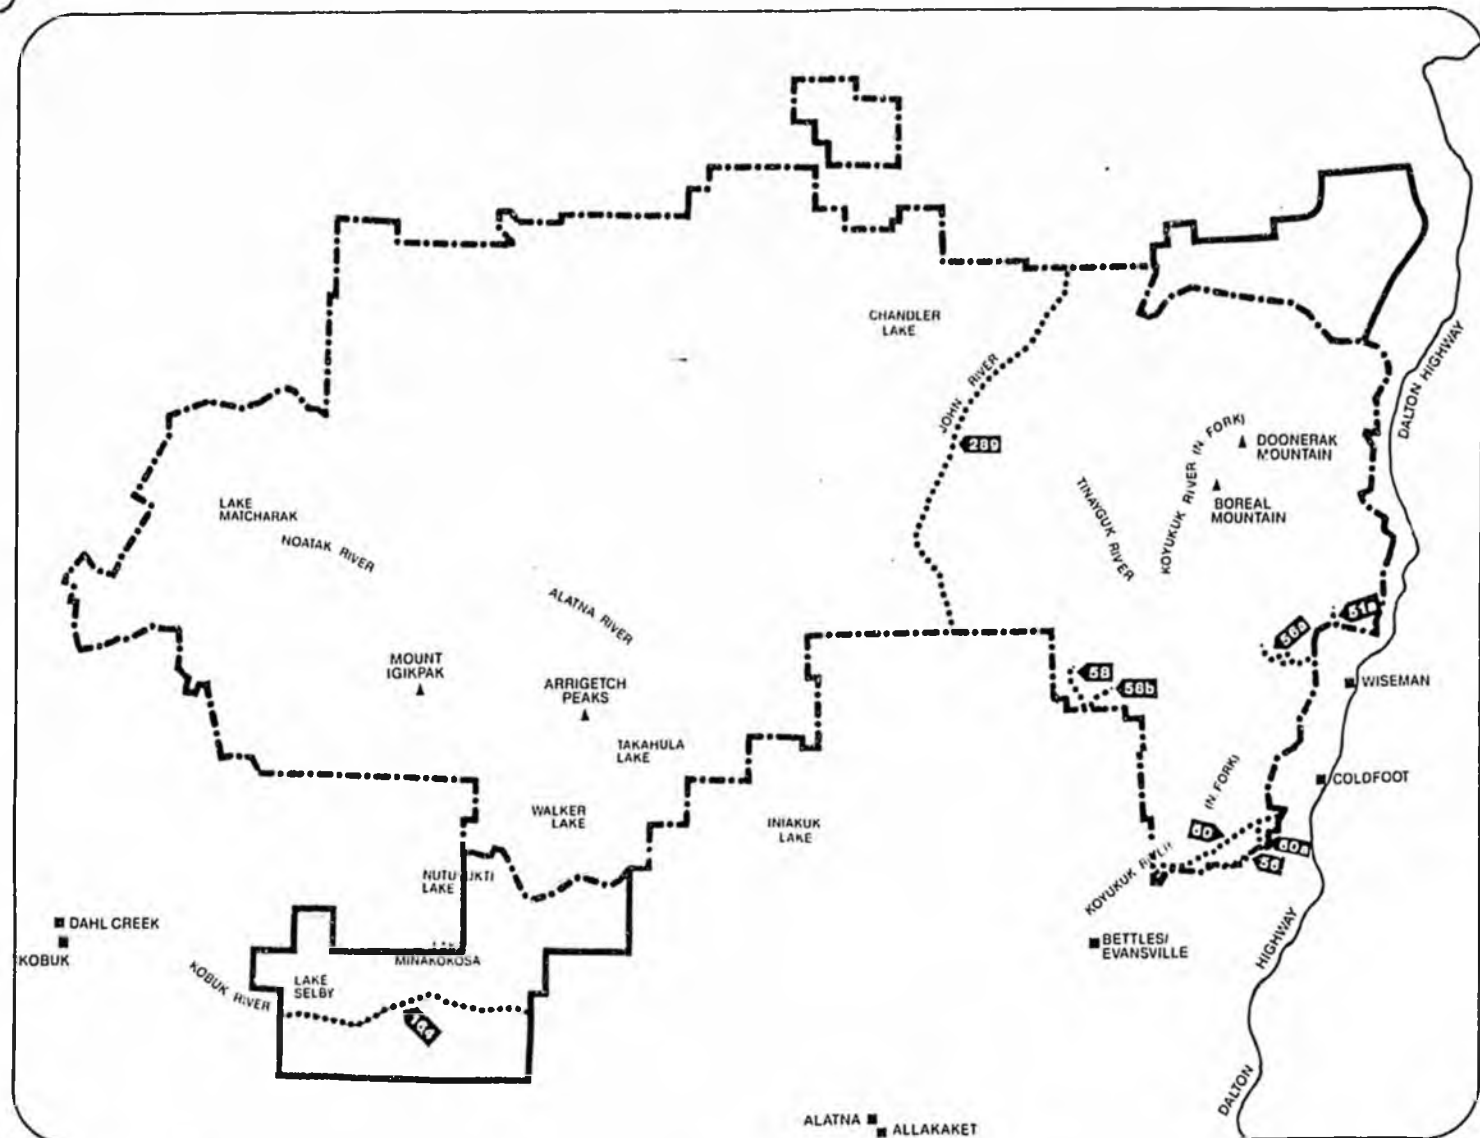 CHANDLER
LAKE
JOHN RIVER
289
DALTON HIGHWAY
KOYUKUK RIVER (N FORK)
DOONERAK
MOUNTAIN
BOREAL
MOUNTAIN
TINAYGUK RIVER
LAKE
MATCHARAK
NOATAK RIVER
ALATNA RIVER
51a
56a
MOUNT
IGIKPAK
ARRIGETCH
PEAKS
58
58b
WISEMAN
TAKAHULA
LAKE
COLDFOOT
WALKER
LAKE
INIAKUK
LAKE
(N FORK)
60
60a
56
KOYUKUK
LAKE
DAHL CREEK
KOBUK
MINAKOKOSA
LAKE
SELBY
KOBUK RIVER
BETTLES/
EVANSVILLE
HIGHWAY
DALTON
ALATNA
ALLAKAKET